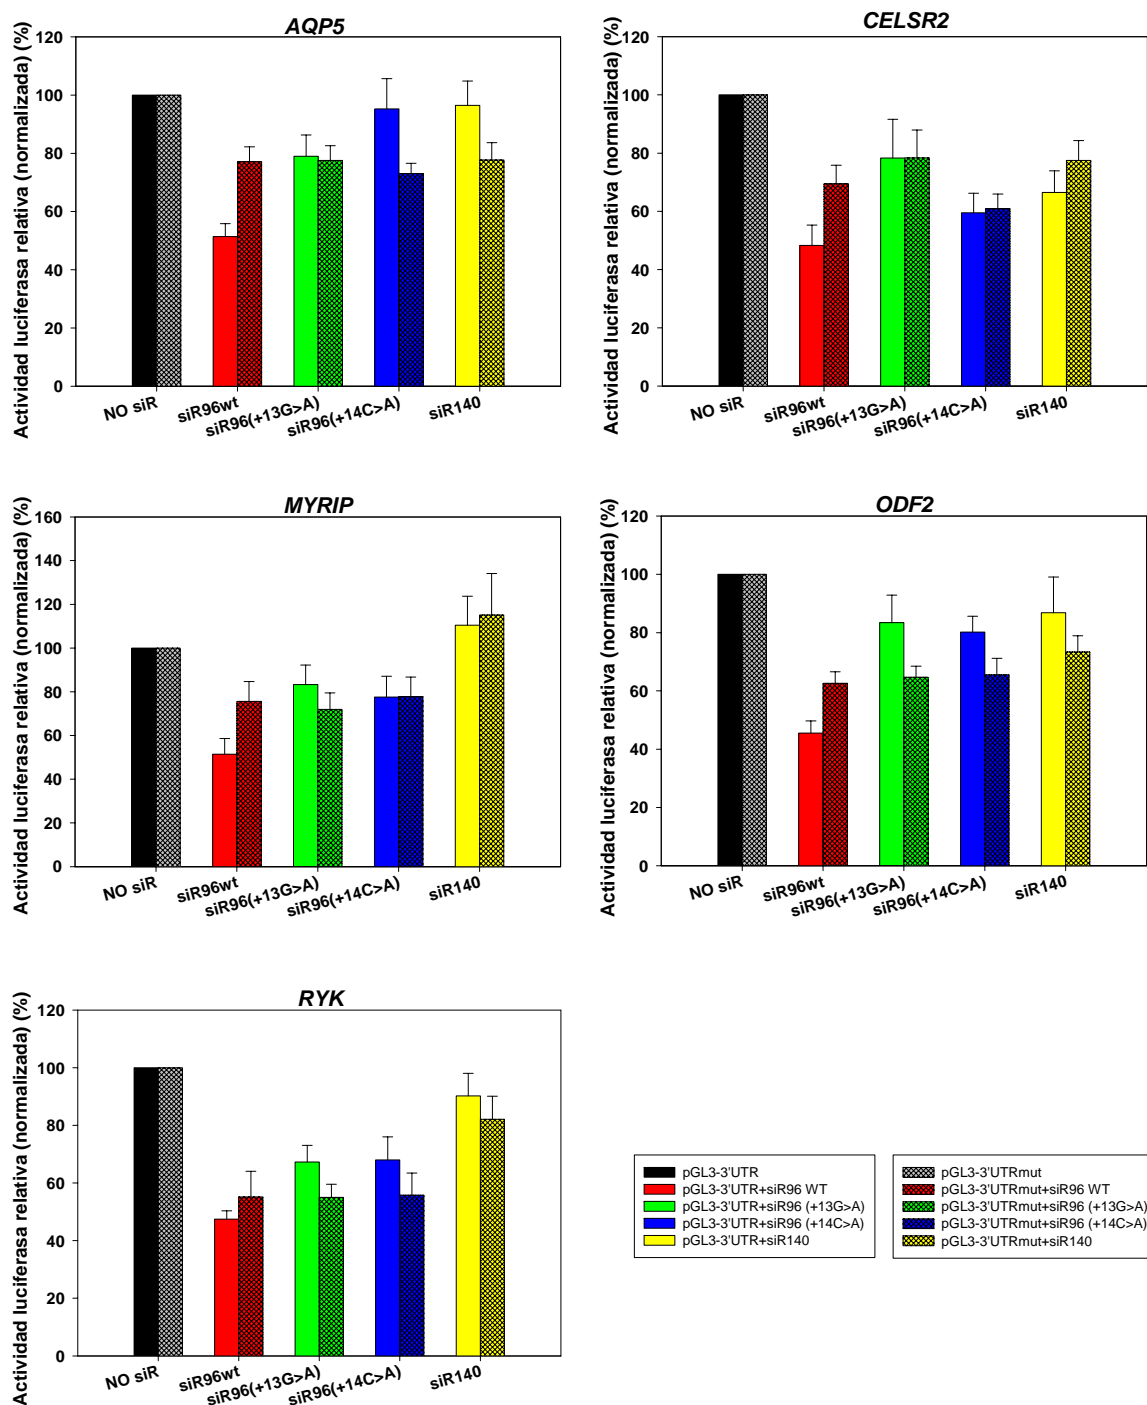 AQP5
Actividad luciferasa relativa (normalizada) (%)
120
100
80
60
40
20
0
NO siR
siR96wt
siR96(+13G>A)
siR96(+14C>A)
siR140
CELSR2
Actividad luciferasa relativa (normalizada) (%)
120
100
80
60
40
20
0
NO siR
siR96wt
siR96(+13G>A)
siR96(+14C>A)
siR140
MYRIP
Actividad luciferasa relativa (normalizada) (%)
160
140
120
100
80
60
40
20
0
NO siR
siR96wt
siR96(+13G>A)
siR96(+14C>A)
siR140
ODF2
Actividad luciferasa relativa (normalizada) (%)
120
100
80
60
40
20
0
NO siR
siR96wt
siR96(+13G>A)
siR96(+14C>A)
siR140
RYK
Actividad luciferasa relativa (normalizada) (%)
120
100
80
60
40
20
0
NO siR
siR96wt
siR96(+13G>A)
siR96(+14C>A)
siR140
pGL3-3'UTR
pGL3-3'UTR+siR96 WT
pGL3-3'UTR+siR96 (+13G>A)
pGL3-3'UTR+siR96 (+14C>A)
pGL3-3'UTR+siR140
pGL3-3'UTRmut
pGL3-3'UTRmut+siR96 WT
pGL3-3'UTRmut+siR96 (+13G>A)
pGL3-3'UTRmut+siR96 (+14C>A)
pGL3-3'UTRmut+siR140